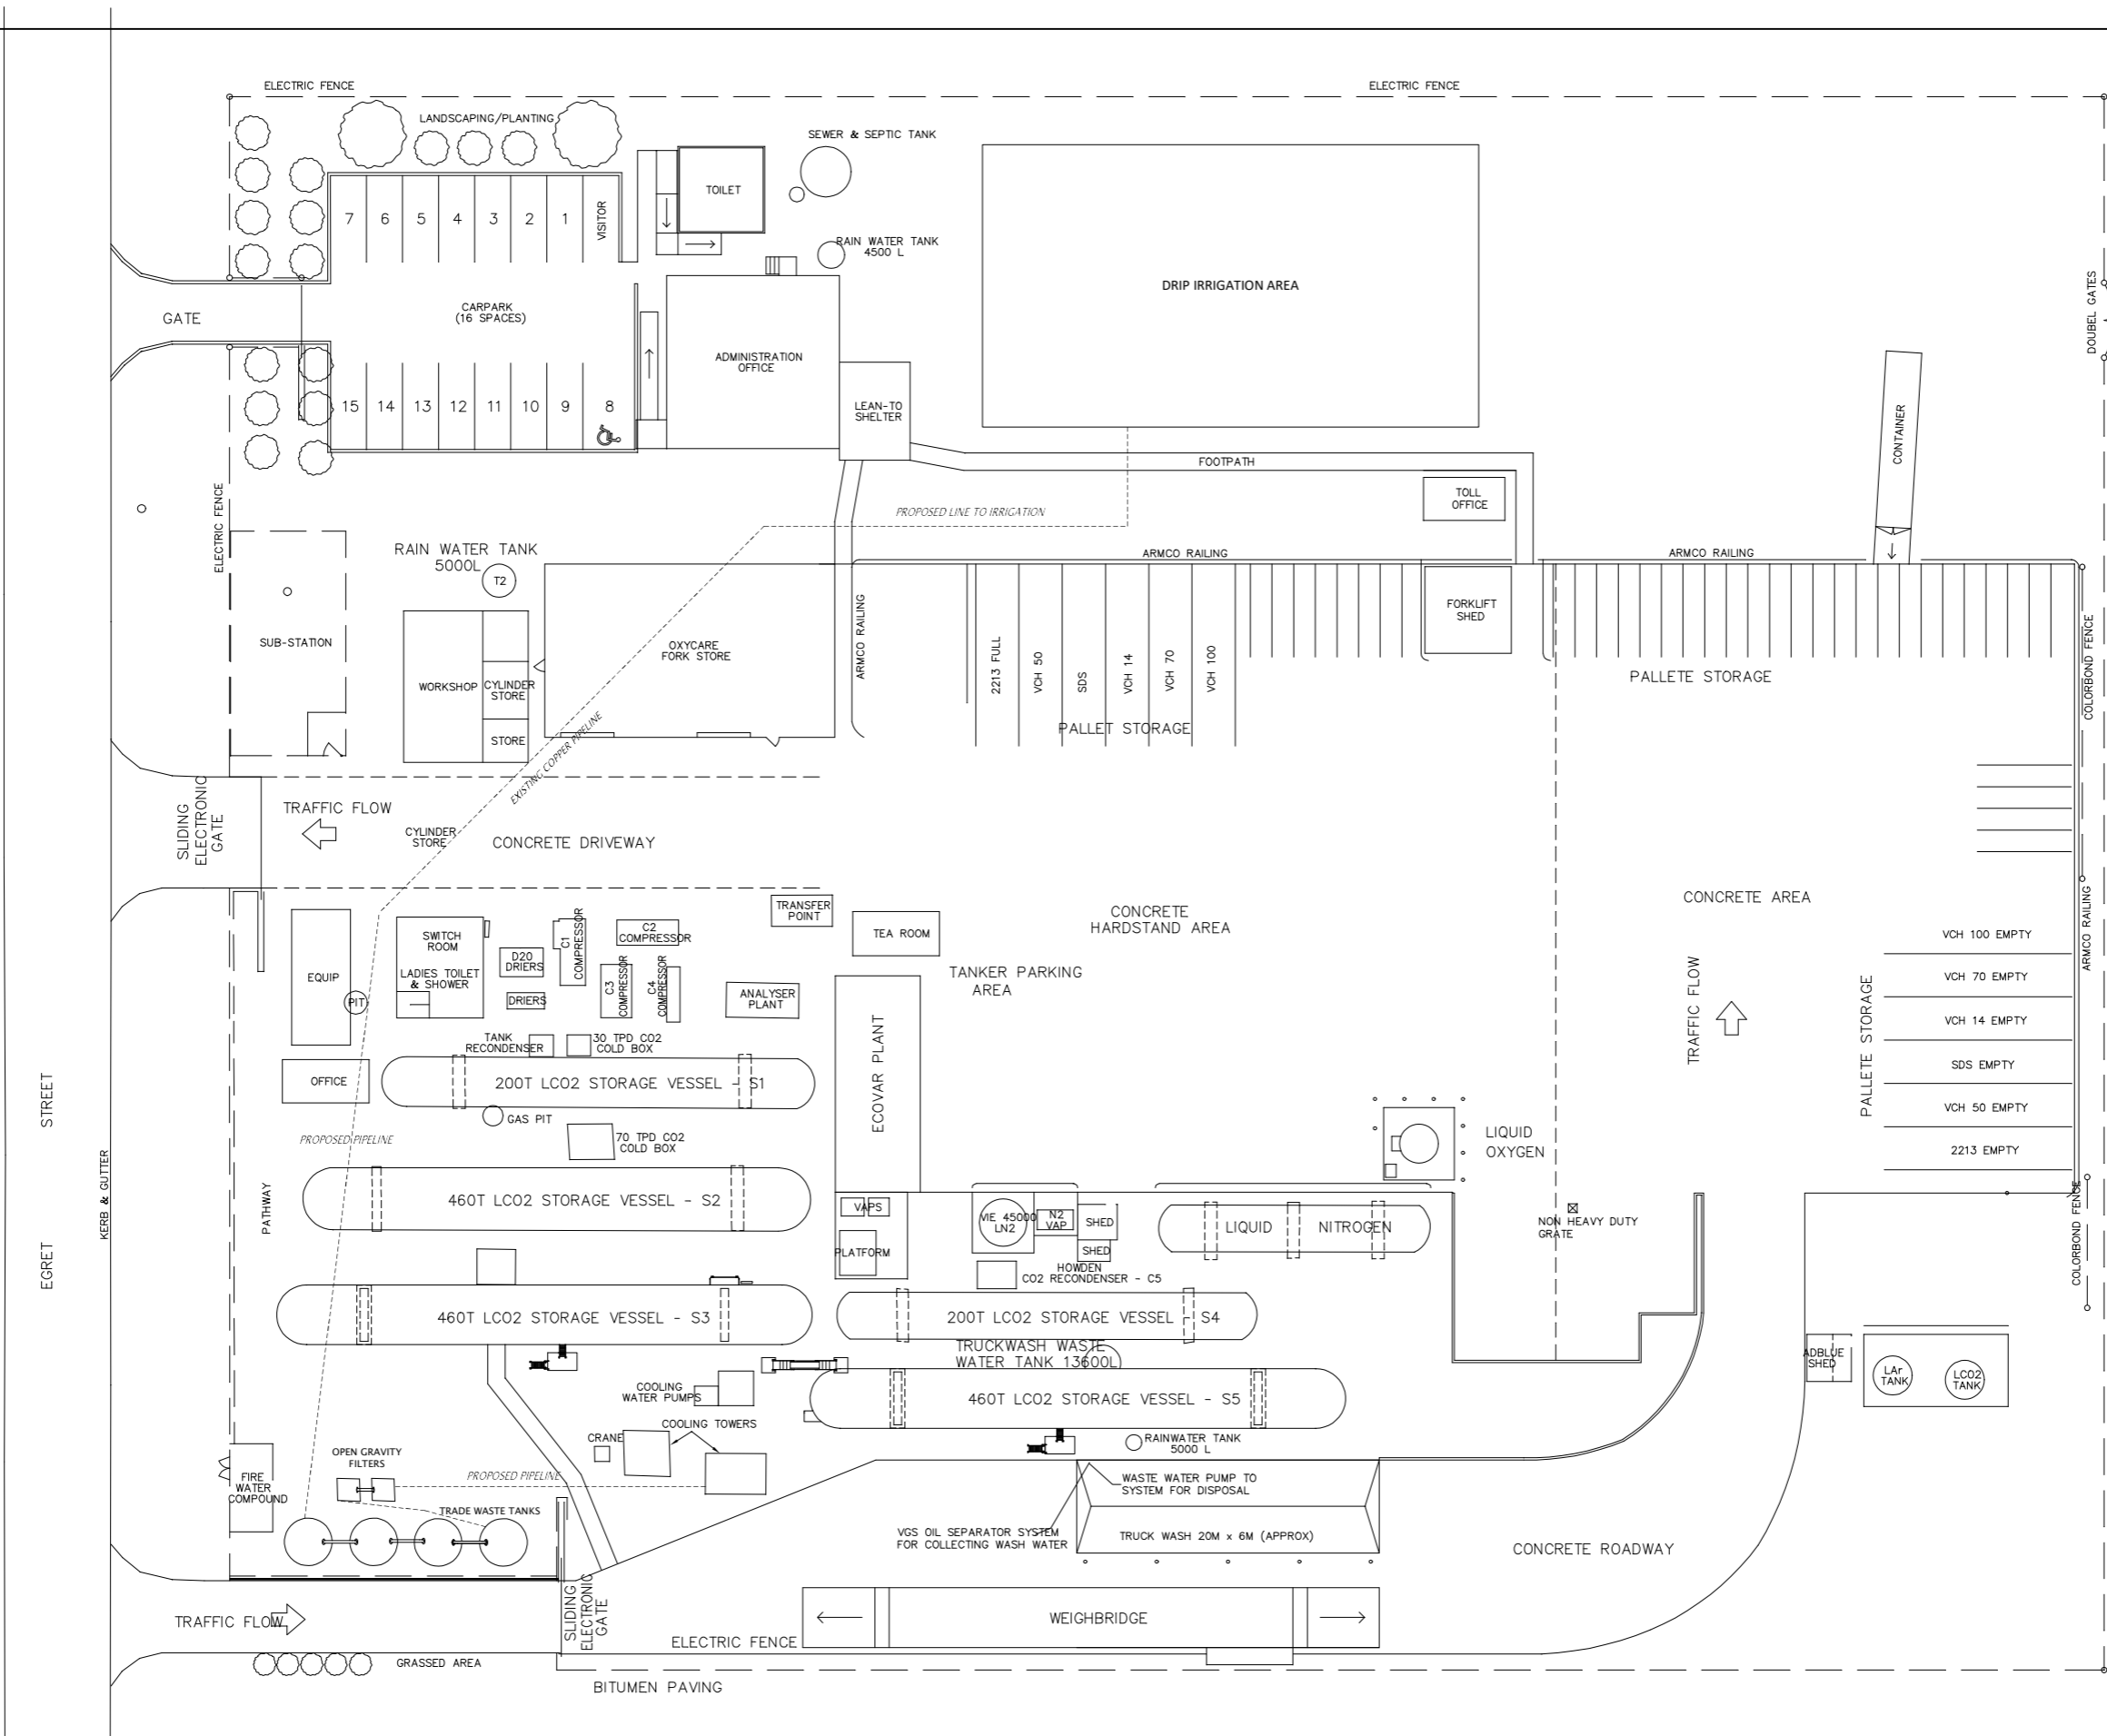 ELECTRIC FENCE
ELECTRIC FENCE
LANDSCAPING/PLANTING
SEWER & SEPTIC TANK
TOILET
7
6
5
4
3
2
1
VISITOR
RAIN WATER TANK
4500 L
DRIP IRRIGATION AREA
DOUBEL GATES
GATE
CARPARK
(16 SPACES)
ADMINISTRATION
OFFICE
LEAN-TO
SHELTER
15
14
13
12
11
10
9
8
CONTAINER
FOOTPATH
TOLL
OFFICE
ELECTRIC FENCE
PROPOSED LINE TO IRRIGATION
RAIN WATER TANK
5000L
T2
ARMCO RAILING
ARMCO RAILING
SUB-STATION
OXYCARE
FORK STORE
ARMCO RAILING
FORKLIFT
SHED
COLORBOND FENCE
WORKSHOP
CYLINDER
STORE
STORE
2213 FULL
VCH 50
SDS
VCH 14
VCH 70
VCH 100
PALLET STORAGE
PALLETE STORAGE
EXISTING COPPER PIPELINE
SLIDING
ELECTRONIC
GATE
TRAFFIC FLOW
CYLINDER
STORE
CONCRETE DRIVEWAY
TRANSFER
POINT
TEA ROOM
CONCRETE
HARDSTAND AREA
CONCRETE AREA
ARMCO RAILING
EQUIP
PIT
SWITCH
ROOM
LADIES TOILET
& SHOWER
D20
DRIERS
DRIERS
C1
COMPRESSOR
C2
COMPRESSOR
C3
COMPRESSOR
C4
COMPRESSOR
ANALYSER
PLANT
TANKER PARKING
AREA
TRAFFIC FLOW
PALLETE STORAGE
VCH 100 EMPTY
VCH 70 EMPTY
VCH 14 EMPTY
SDS EMPTY
VCH 50 EMPTY
2213 EMPTY
TANK
RECONDENSER
30 TPD CO2
COLD BOX
OFFICE
200T LCO2 STORAGE VESSEL - S1
ECOVAR PLANT
GAS PIT
PROPOSED PIPELINE
70 TPD CO2
COLD BOX
LIQUID
OXYGEN
EGRET STREET
KERB & GUTTER
PATHWAY
460T LCO2 STORAGE VESSEL - S2
VAPS
PLATFORM
VIE 45000
LN2
N2
VAP
SHED
SHED
LIQUID NITROGEN
NON HEAVY DUTY
GRATE
COLORBOND FENCE
HOWDEN
CO2 RECONDENSER - C5
460T LCO2 STORAGE VESSEL - S3
200T LCO2 STORAGE VESSEL - S4
TRUCKWASH WASTE
WATER TANK 13600L
ADBLUE
SHED
LAr
TANK
LCO2
TANK
COOLING
WATER PUMPS
460T LCO2 STORAGE VESSEL - S5
COOLING TOWERS
CRANE
RAINWATER TANK
5000 L
OPEN GRAVITY
FILTERS
FIRE
WATER
COMPOUND
PROPOSED PIPELINE
WASTE WATER PUMP TO
SYSTEM FOR DISPOSAL
TRADE WASTE TANKS
VGS OIL SEPARATOR SYSTEM
FOR COLLECTING WASH WATER
TRUCK WASH 20M x 6M (APPROX)
CONCRETE ROADWAY
SLIDING
ELECTRONIC
GATE
TRAFFIC FLOW
WEIGHBRIDGE
ELECTRIC FENCE
GRASSED AREA
BITUMEN PAVING